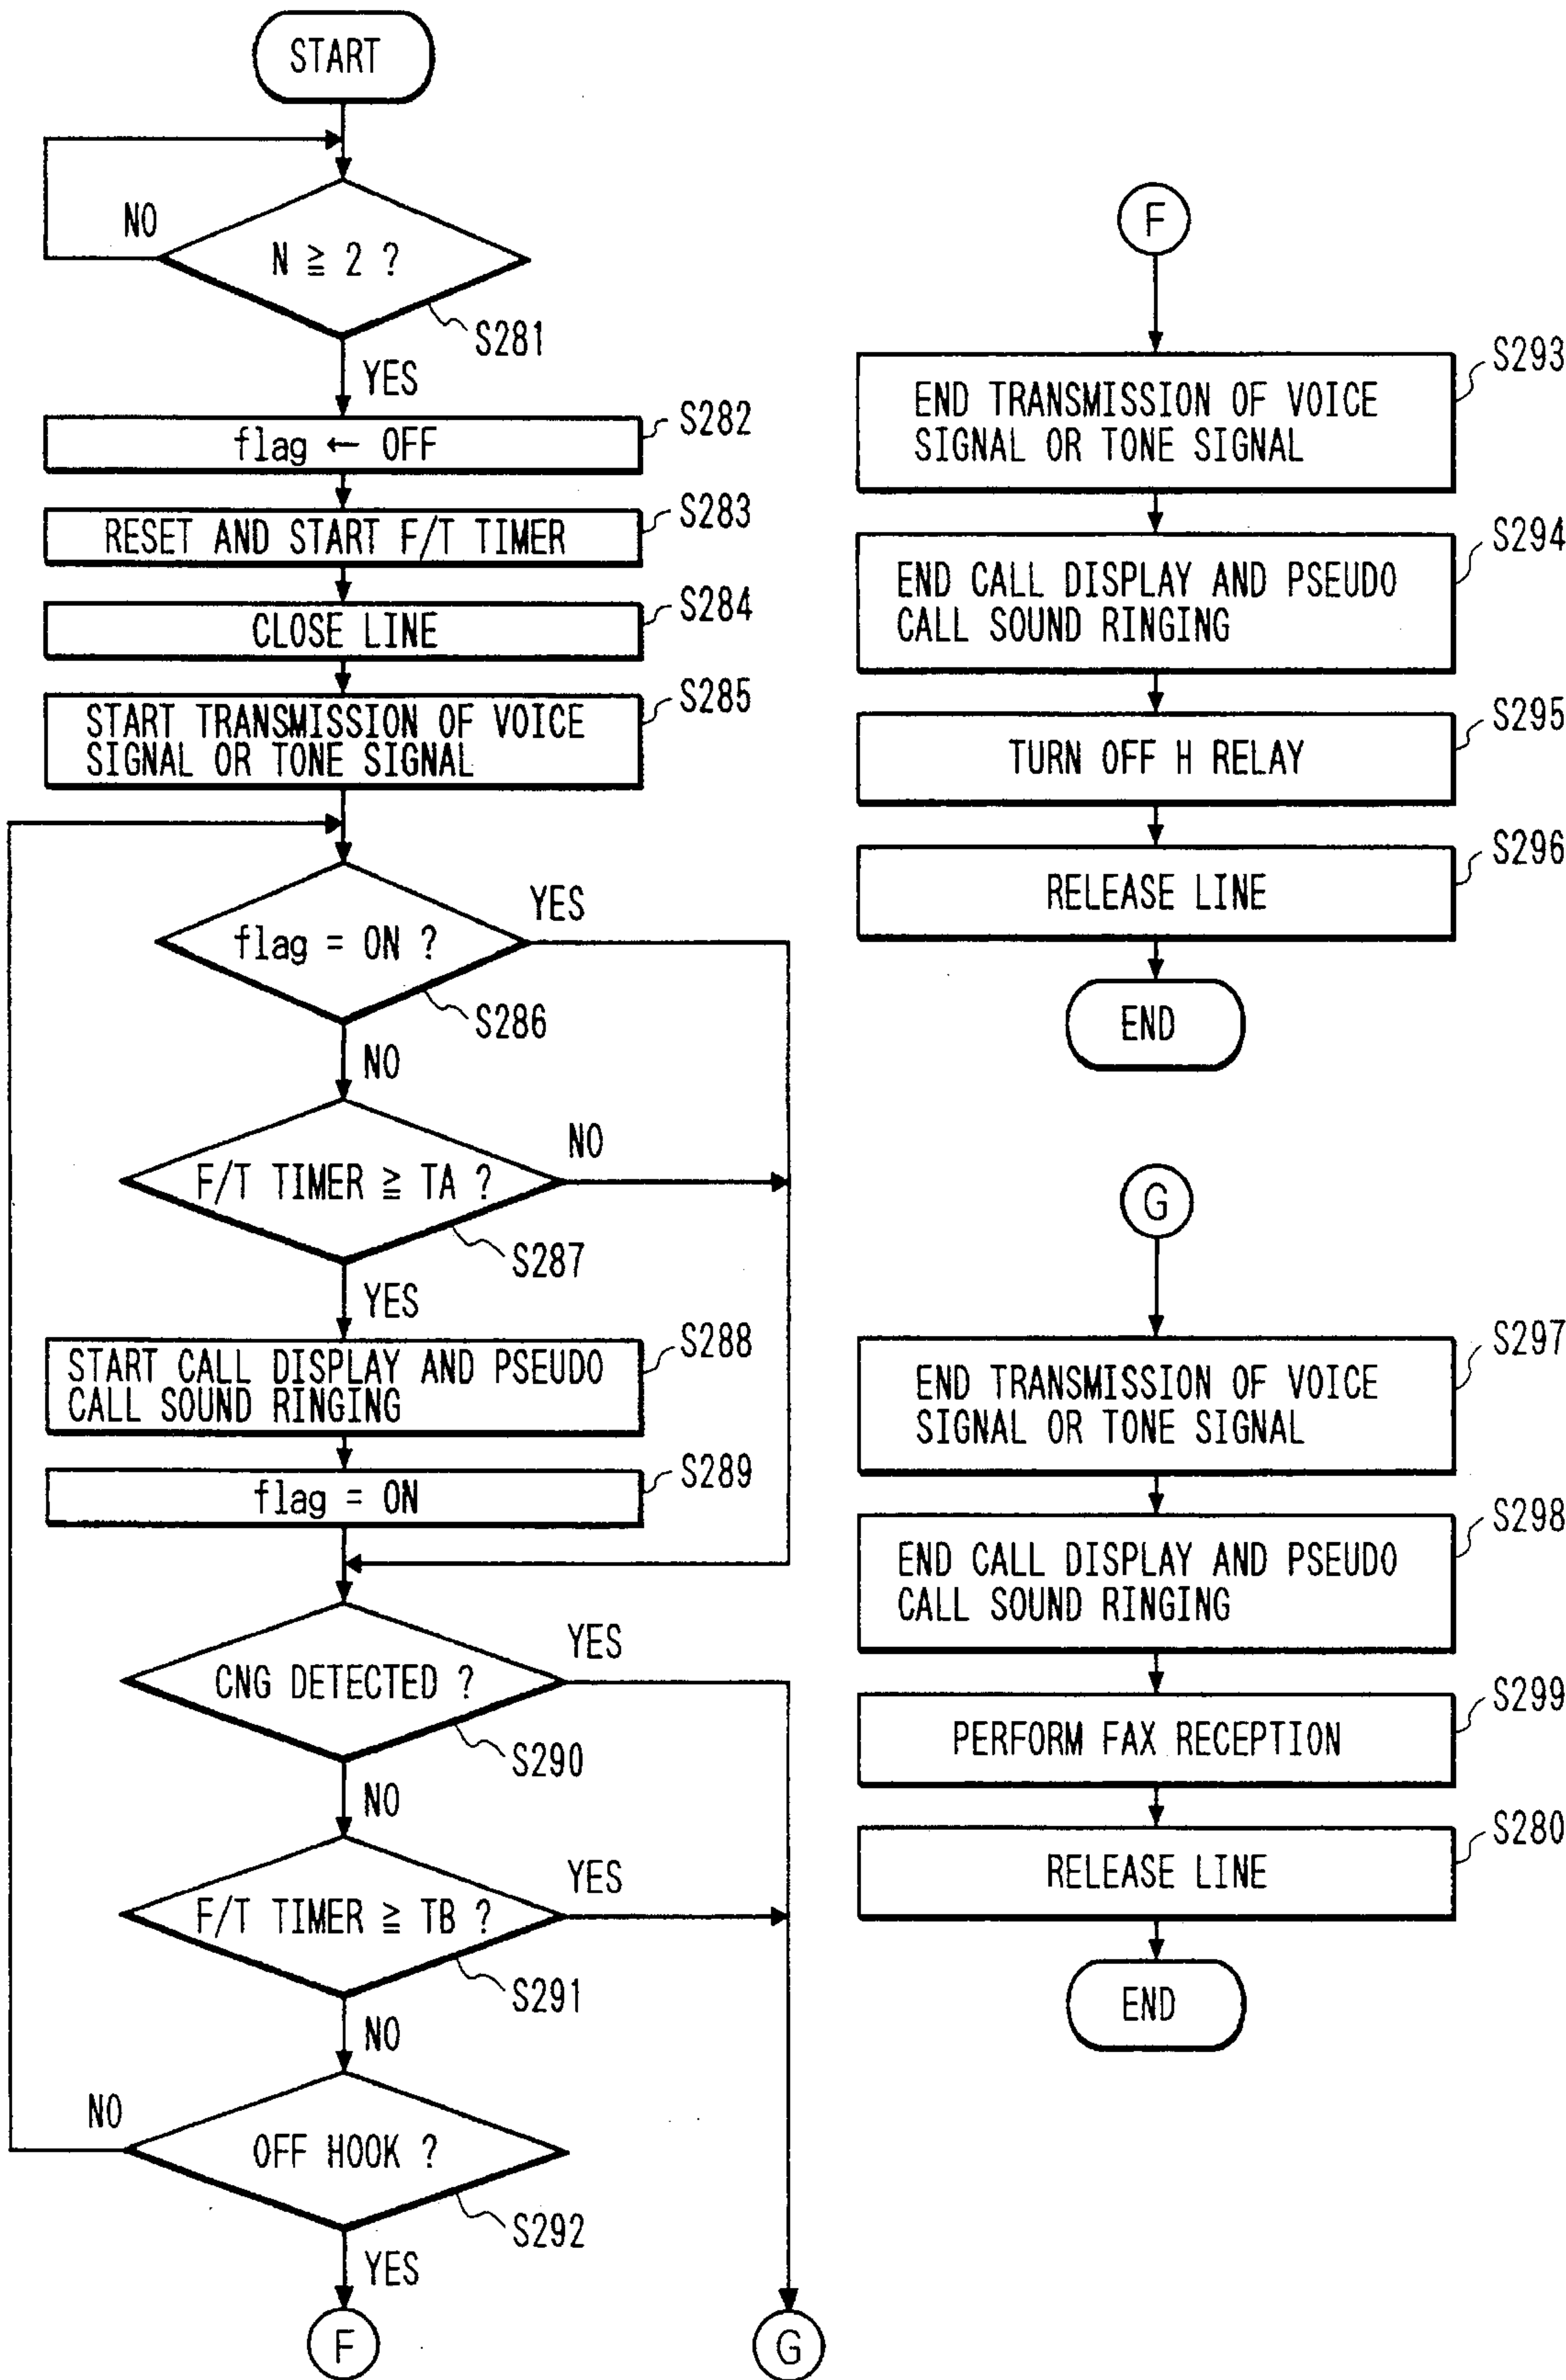 START
NO
N ≧ 2 ?
S281
YES
S282
flag ← OFF
S283
RESET AND START F/T TIMER
S284
CLOSE LINE
S285
START TRANSMISSION OF VOICE
SIGNAL OR TONE SIGNAL
YES
flag = ON ?
S286
NO
NO
F/T TIMER ≧ TA ?
S287
YES
S288
START CALL DISPLAY AND PSEUDO
CALL SOUND RINGING
S289
flag = ON
YES
CNG DETECTED ?
S290
NO
YES
F/T TIMER ≧ TB ?
S291
NO
NO
OFF HOOK ?
S292
YES
F
G
F
S293
END TRANSMISSION OF VOICE
SIGNAL OR TONE SIGNAL
S294
END CALL DISPLAY AND PSEUDO
CALL SOUND RINGING
S295
TURN OFF H RELAY
S296
RELEASE LINE
END
G
S297
END TRANSMISSION OF VOICE
SIGNAL OR TONE SIGNAL
S298
END CALL DISPLAY AND PSEUDO
CALL SOUND RINGING
S299
PERFORM FAX RECEPTION
S280
RELEASE LINE
END